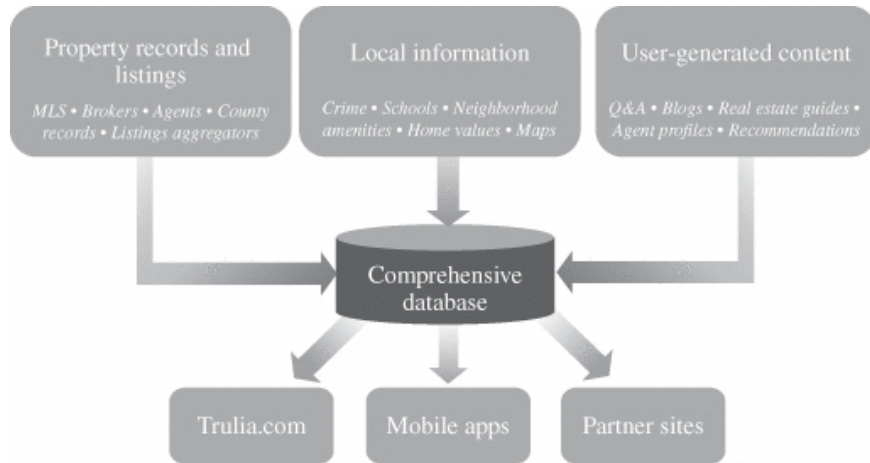 Property records and
listings
MLS • Brokers • Agents • County
records • Listings aggregators
Local information
Crime • Schools • Neighborhood
amenities • Home values • Maps
User-generated content
Q&A • Blogs • Real estate guides •
Agent profiles • Recommendations
Comprehensive
database
Trulia.com
Mobile apps
Partner sites